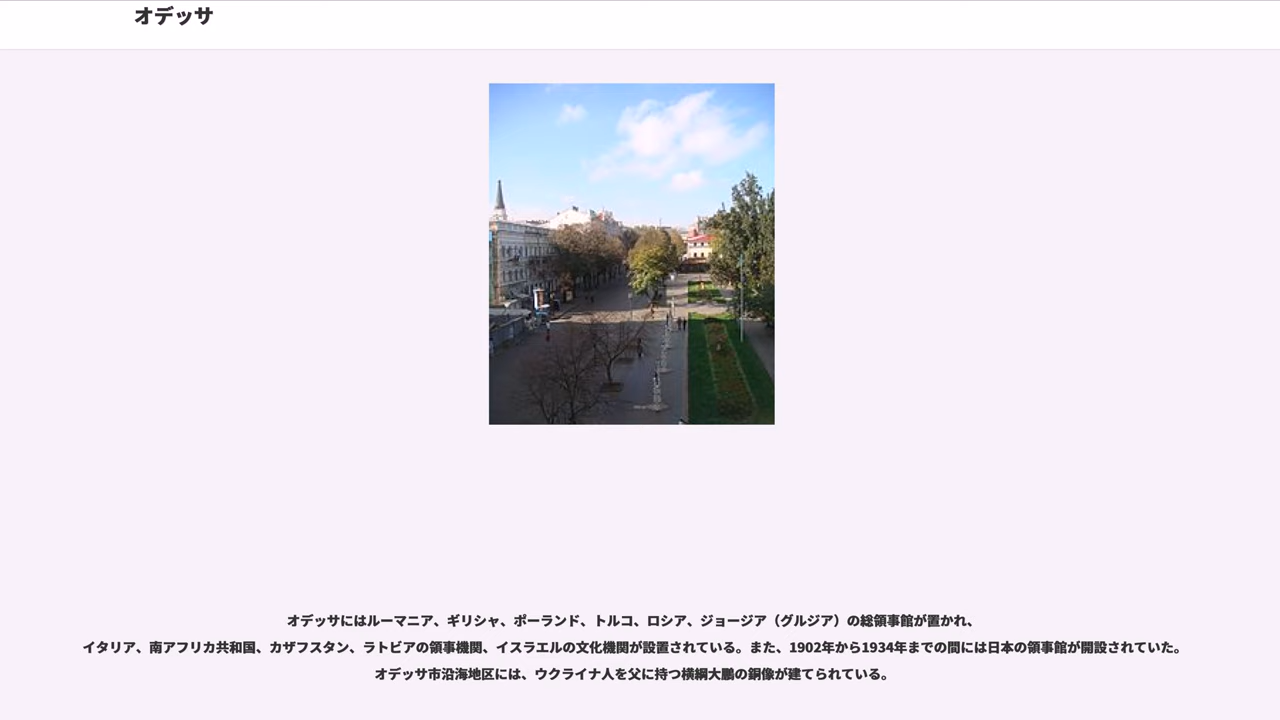 オデッサ
オデッサにはルーマニア、ギリシャ、ポーランド、トルコ、ロシア、ジョージア（グルジア）の総領事館が置かれ、
イタリア、南アフリカ共和国、カザフスタン、ラトビアの領事機関、イスラエルの文化機関が設置されている。また、1902年から1934年までの間には日本の領事館が開設されていた。
オデッサ市沿海地区には、ウクライナ人を父に持つ横綱大鵬の銅像が建てられている。